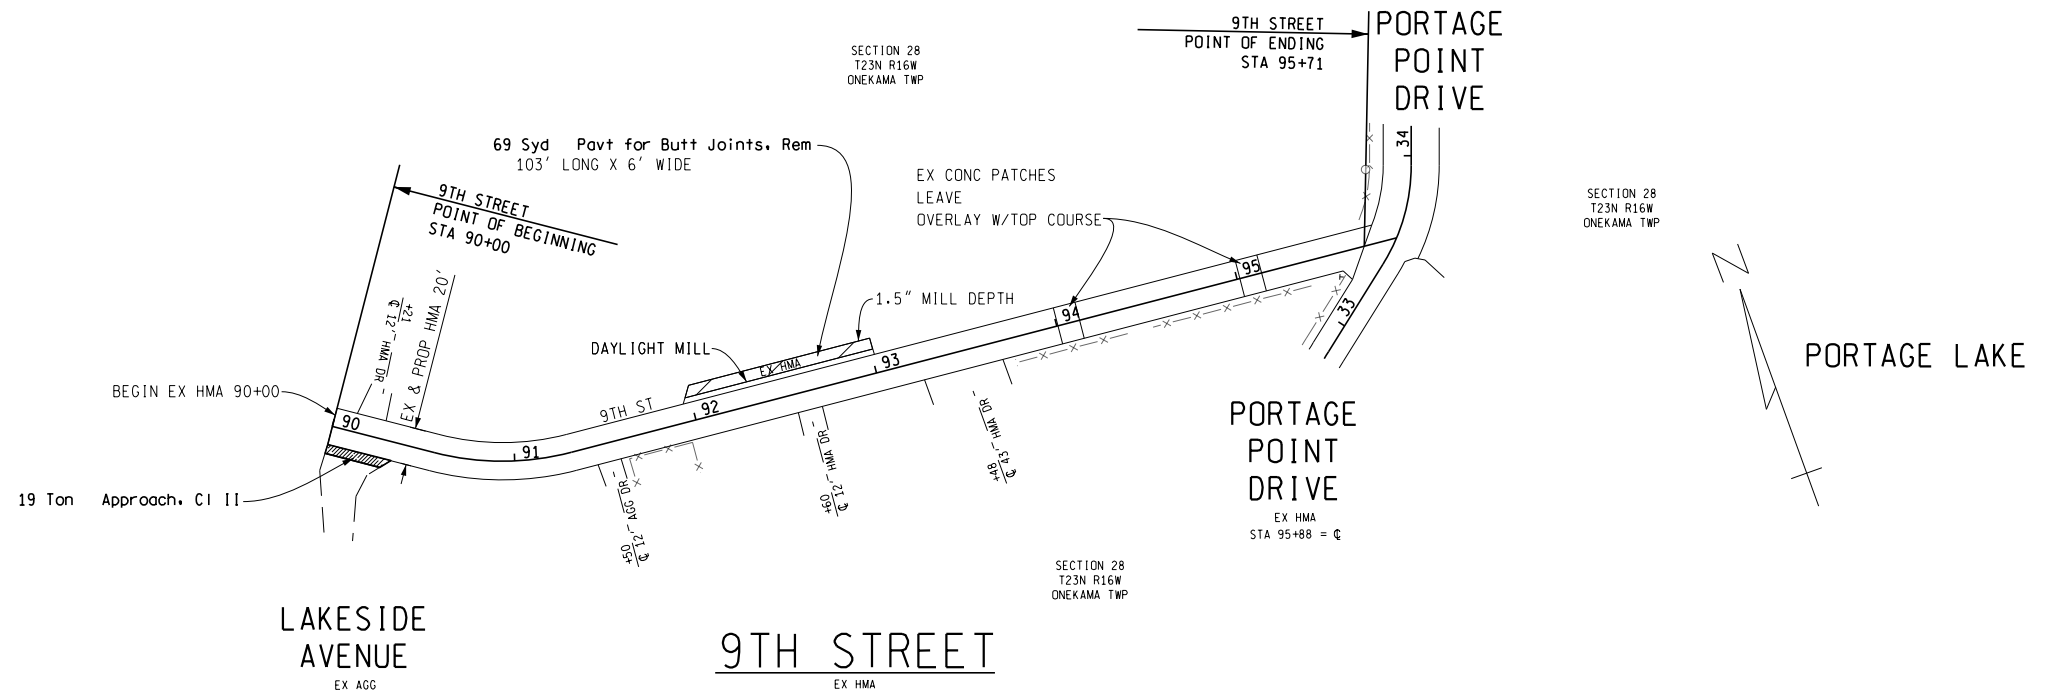 SECTION 28
T23N R16W
ONEKAMA TWP
9TH STREET
POINT OF ENDING
STA 95+71
PORTAGE
POINT
DRIVE
69 Syd Pavt for Butt Joints, Rem
103' LONG X 6' WIDE
EX CONC PATCHES
LEAVE
OVERLAY W/TOP COURSE
9TH STREET
POINT OF BEGINNING
STA 90+00
SECTION 28
T23N R16W
ONEKAMA TWP
N
34
33
95
94
93
92
91
90
+21
℄ 12' HMA DR
EX & PROP HMA 20'
1.5" MILL DEPTH
DAYLIGHT MILL
EX HMA
BEGIN EX HMA 90+00
9TH ST
PORTAGE LAKE
19 Ton Approach, Cl II
+50
℄ 12' AGG DR
+60
℄ 12' HMA DR
+48
℄ 43' HMA DR
PORTAGE
POINT
DRIVE
EX HMA
STA 95+88 = ℄
SECTION 28
T23N R16W
ONEKAMA TWP
LAKESIDE
AVENUE
EX AGG
9TH STREET
EX HMA